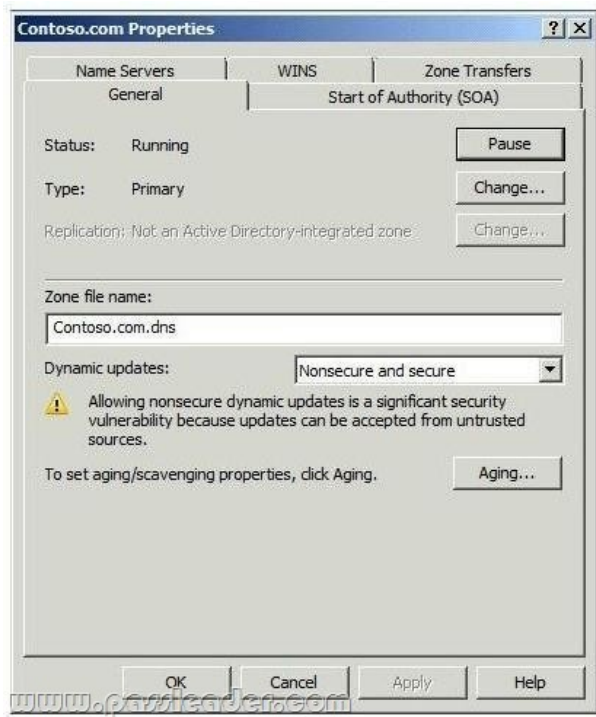 Contoso.com Properties
Name Servers
WINS
Zone Transfers
General
Start of Authority (SOA)
Status: Running
Pause
Type: Primary
Change...
Replication: Not an Active Directory-integrated zone
Change...
Zone file name:
Contoso.com.dns
Dynamic updates:
Nonsecure and secure
Allowing nonsecure dynamic updates is a significant security
vulnerability because updates can be accepted from untrusted
sources.
To set aging/scavenging properties, click Aging.
Aging...
OK
Cancel
Apply
Help
www.passleader.com